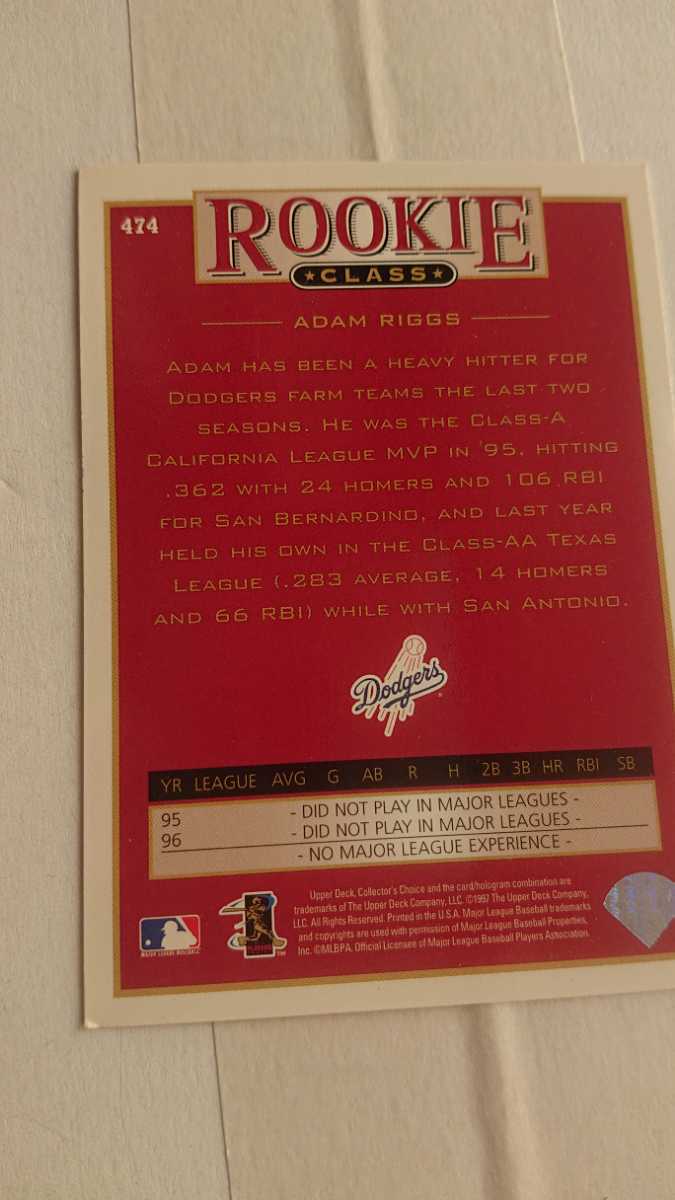 474
ROOKIE
★CLASS★
ADAM RIGGS
ADAM HAS BEEN A HEAVY HITTER FOR
DODGERS FARM TEAMS THE LAST TWO
SEASONS. HE WAS THE CLASS-A
CALIFORNIA LEAGUE MVP IN '95, HITTING
.362 WITH 24 HOMERS AND 106 RBI
FOR SAN BERNARDINO, AND LAST YEAR
HELD HIS OWN IN THE CLASS-AA TEXAS
LEAGUE (.283 AVERAGE, 14 HOMERS
AND 66 RBI) WHILE WITH SAN ANTONIO.
Dodgers
YR LEAGUE AVG G AB R H 2B 3B HR RBI SB
95 - DID NOT PLAY IN MAJOR LEAGUES -
96 - DID NOT PLAY IN MAJOR LEAGUES -
- NO MAJOR LEAGUE EXPERIENCE -
Upper Deck, Collector's Choice and the card/hologram combination are
trademarks of The Upper Deck Company, LLC. ©1997 The Upper Deck Company,
LLC. All Rights Reserved. Printed in the U.S.A. Major League Baseball trademarks
and copyrights are used with permission of Major League Baseball Properties,
Inc. ©MLBPA, Official Licensee of Major League Baseball Players Association.
MAJOR LEAGUE BASEBALL
PLAYERS
TM